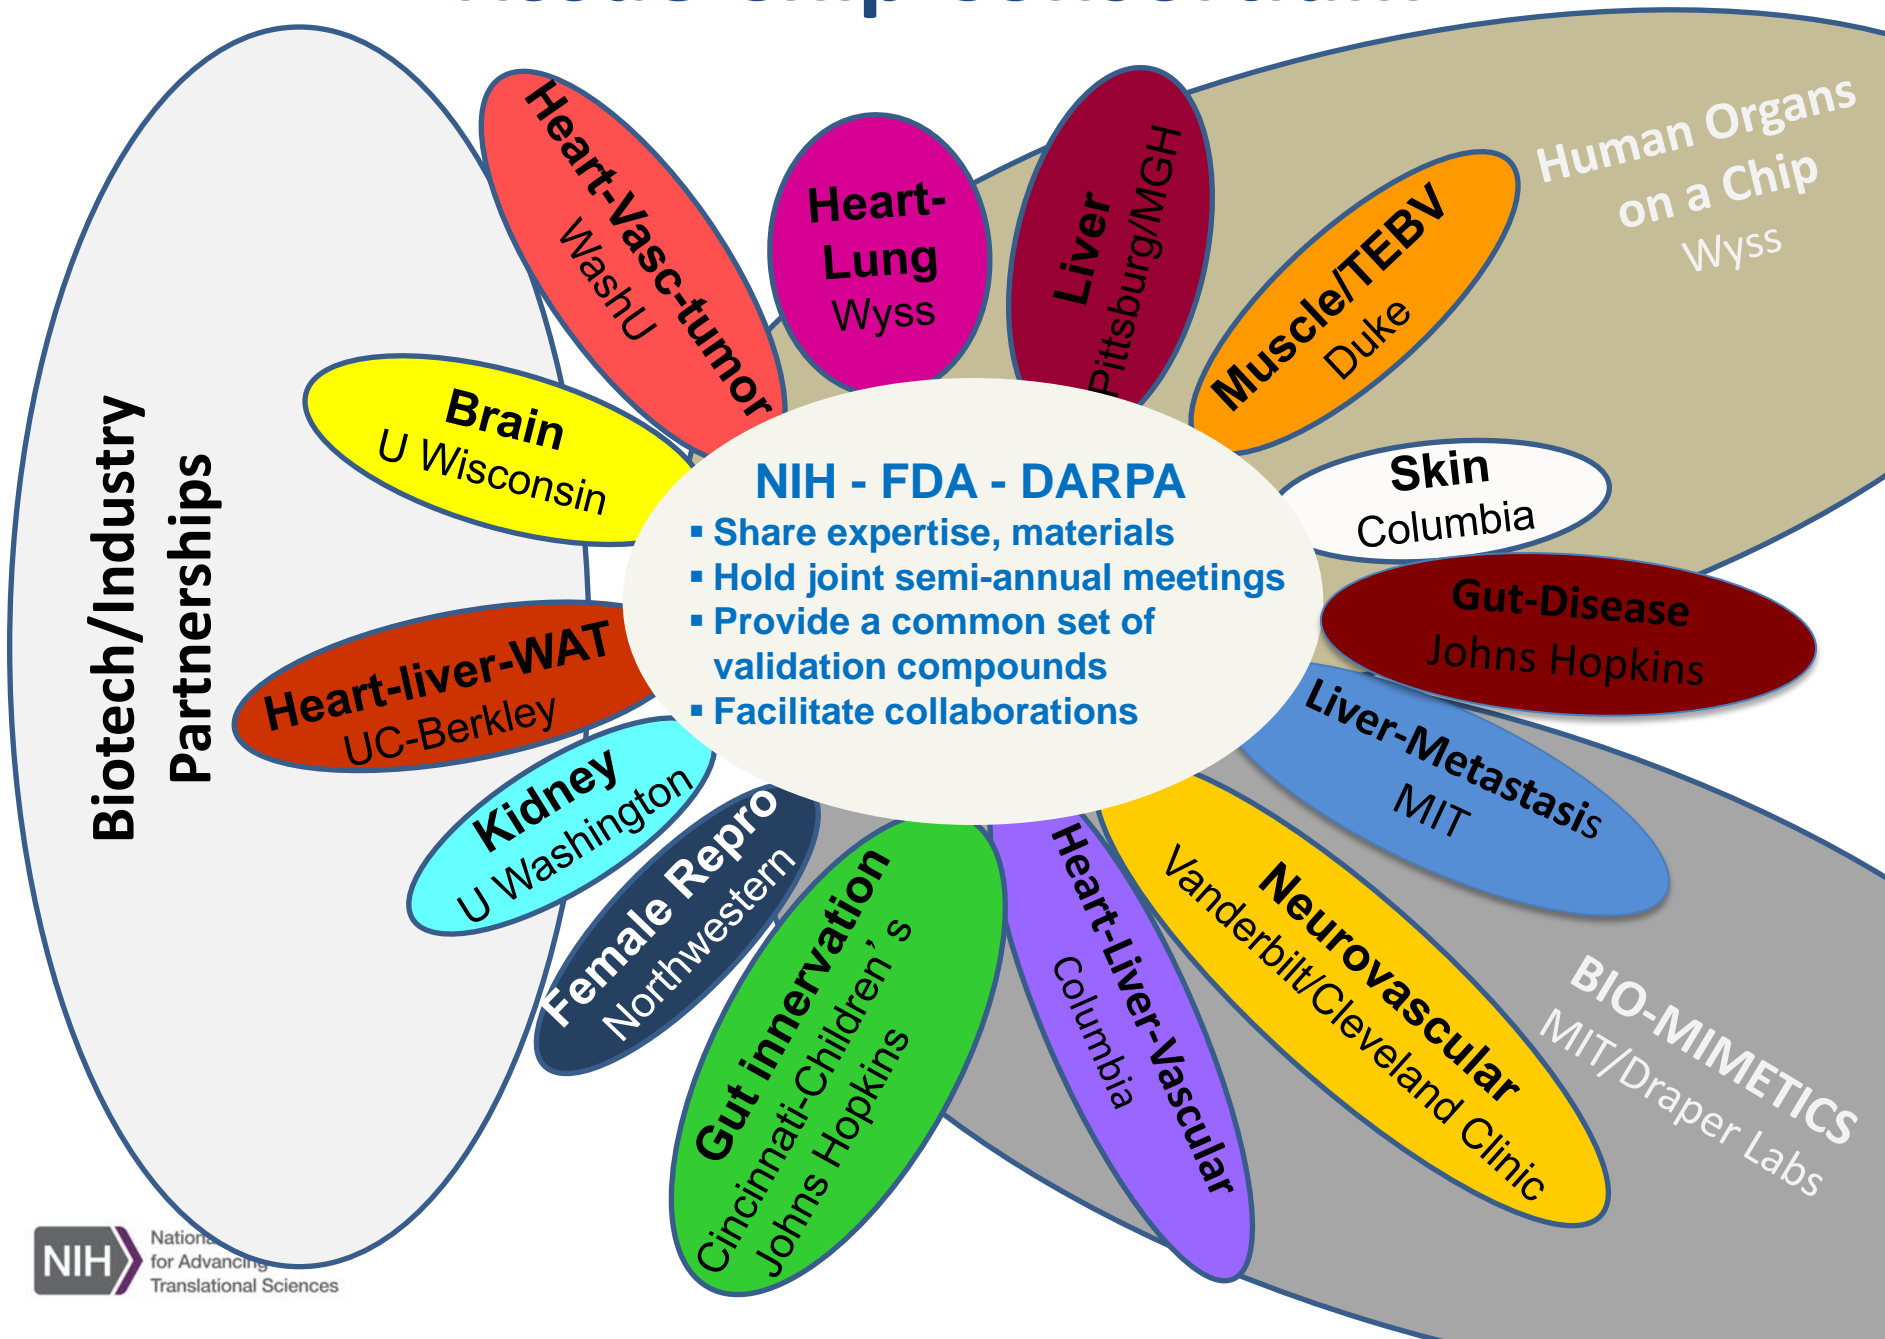 Heart-Vasc-tumor
WashU
Heart-
Lung
Wyss
Liver
Pittsburg/MGH
Muscle/TEBV
Duke
Human Organs
on a Chip
Wyss
Skin
Columbia
Gut-Disease
Johns Hopkins
Liver-Metastasis
MIT
Neurovascular
Vanderbilt/Cleveland Clinic
BIO-MIMETICS
MIT/Draper Labs
Heart-Liver-Vascular
Columbia
Gut innervation
Cincinnati-Children’s
Johns Hopkins
Female Repro
Northwestern
Kidney
U Washington
Heart-liver-WAT
UC-Berkley
Brain
U Wisconsin
Biotech/Industry
Partnerships
NIH - FDA - DARPA
▪ Share expertise, materials
▪ Hold joint semi-annual meetings
▪ Provide a common set of
validation compounds
▪ Facilitate collaborations
NIH
for Advancing
Translational Sciences